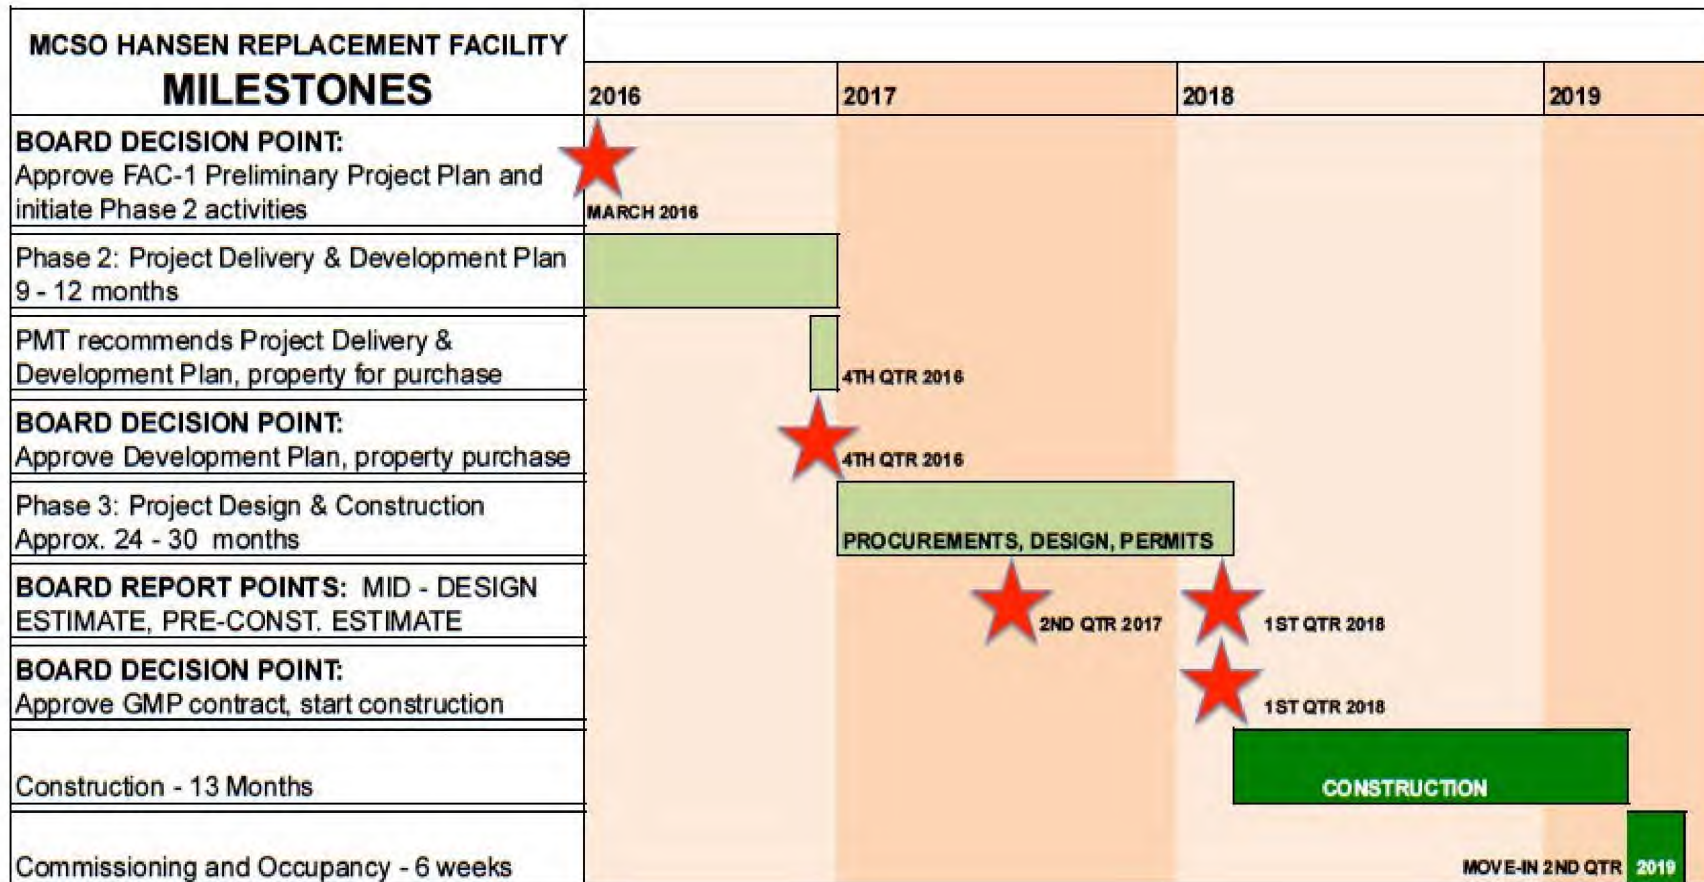 MCSO HANSEN REPLACEMENT FACILITY
MILESTONES
2016 2017 2018 2019
BOARD DECISION POINT:
Approve FAC-1 Preliminary Project Plan and
initiate Phase 2 activities
MARCH 2016
Phase 2: Project Delivery & Development Plan
9 - 12 months
PMT recommends Project Delivery &
Development Plan, property for purchase
4TH QTR 2016
BOARD DECISION POINT:
Approve Development Plan, property purchase
4TH QTR 2016
Phase 3: Project Design & Construction
Approx. 24 - 30 months
PROCUREMENTS, DESIGN, PERMITS
BOARD REPORT POINTS: MID - DESIGN
ESTIMATE, PRE-CONST. ESTIMATE
2ND QTR 2017 1ST QTR 2018
BOARD DECISION POINT:
Approve GMP contract, start construction
1ST QTR 2018
Construction - 13 Months
CONSTRUCTION
Commissioning and Occupancy - 6 weeks
MOVE-IN 2ND QTR 2019